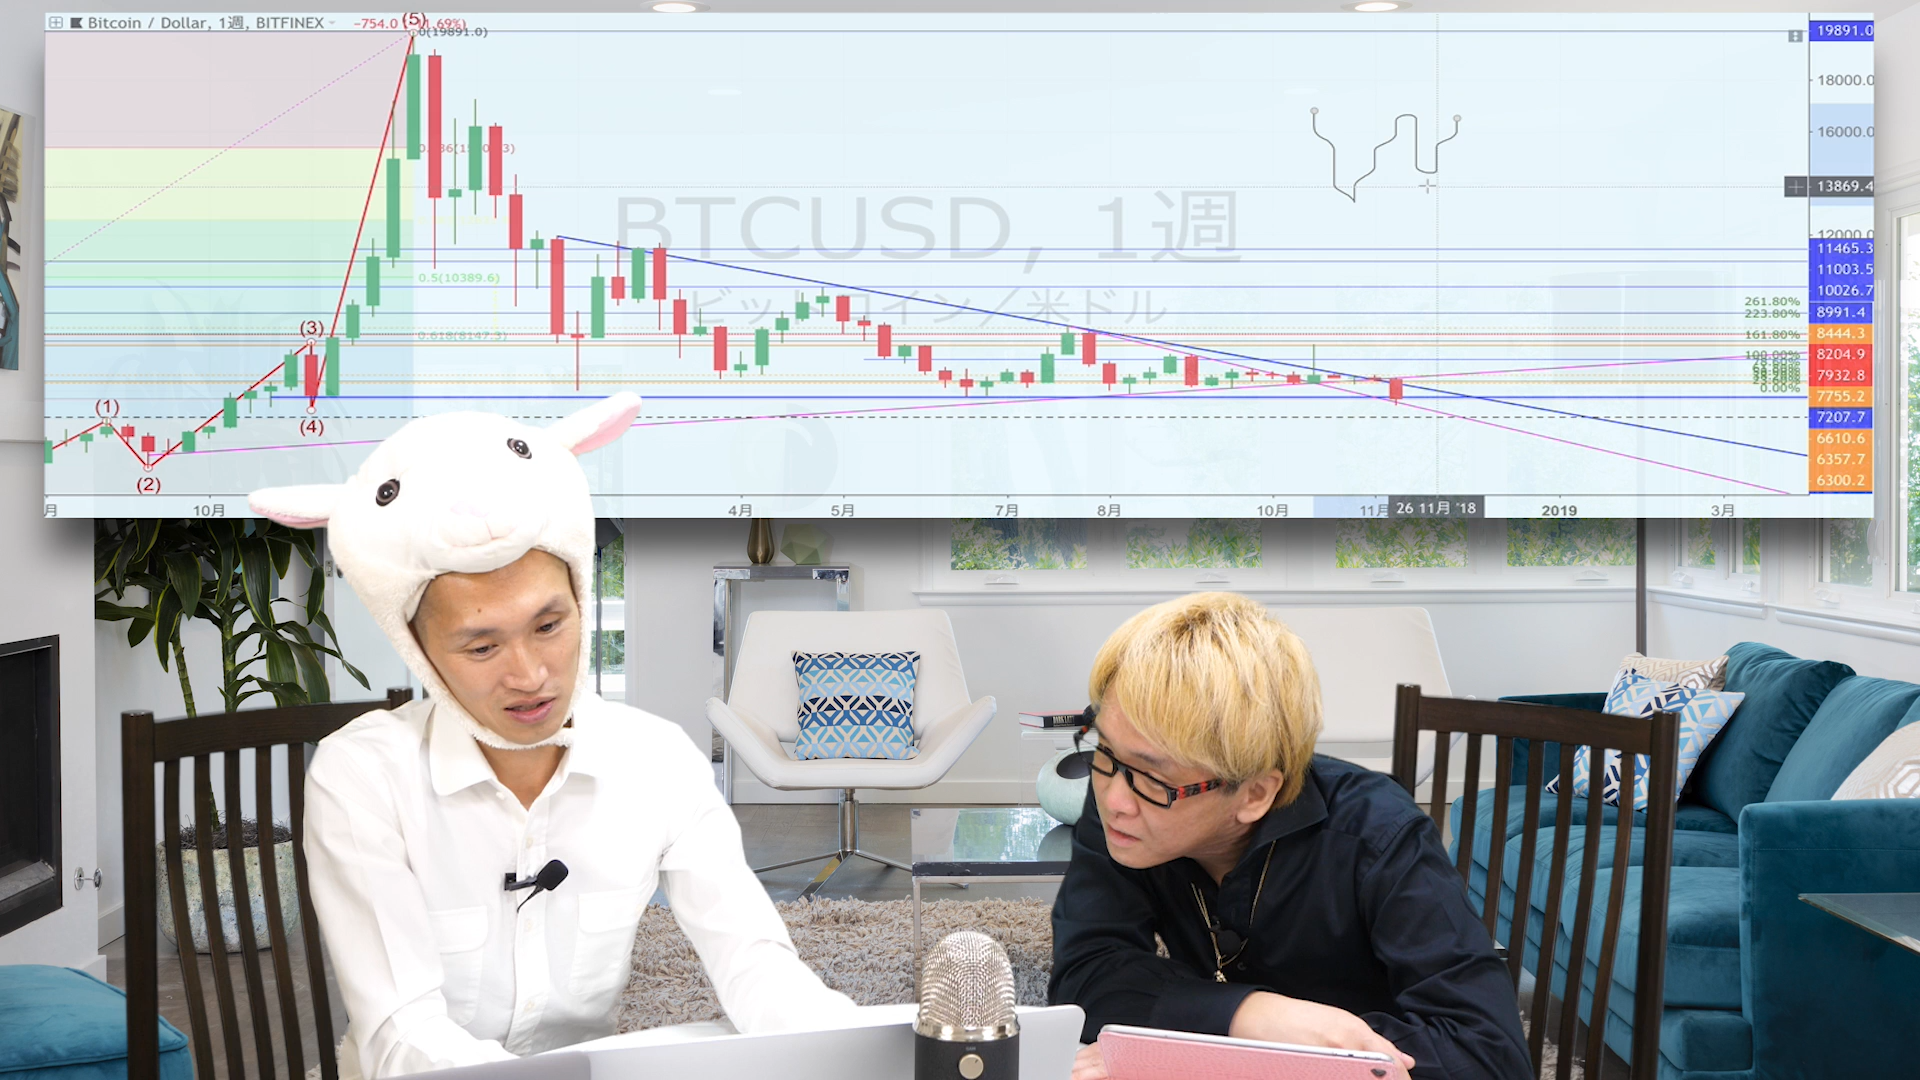 Bitcoin / Dollar, 1週, BITFINEX
(5)
0(19891.0)
0.5(10389.6)
0.618(8147.3)
(3)
(1)
(4)
(2)
BTCUSD, 1週
ビットコイン／米ドル
261.80%
223.80%
161.80%
100.00%
0.00%
19891.0
18000.0
16000.0
13869.4
12000.0
11465.3
11003.5
10026.7
8991.4
8444.3
8204.9
7932.8
7755.2
7207.7
6610.6
6357.7
6300.2
10月
4月
5月
7月
8月
10月
11月
26 11月 '18
2019
3月